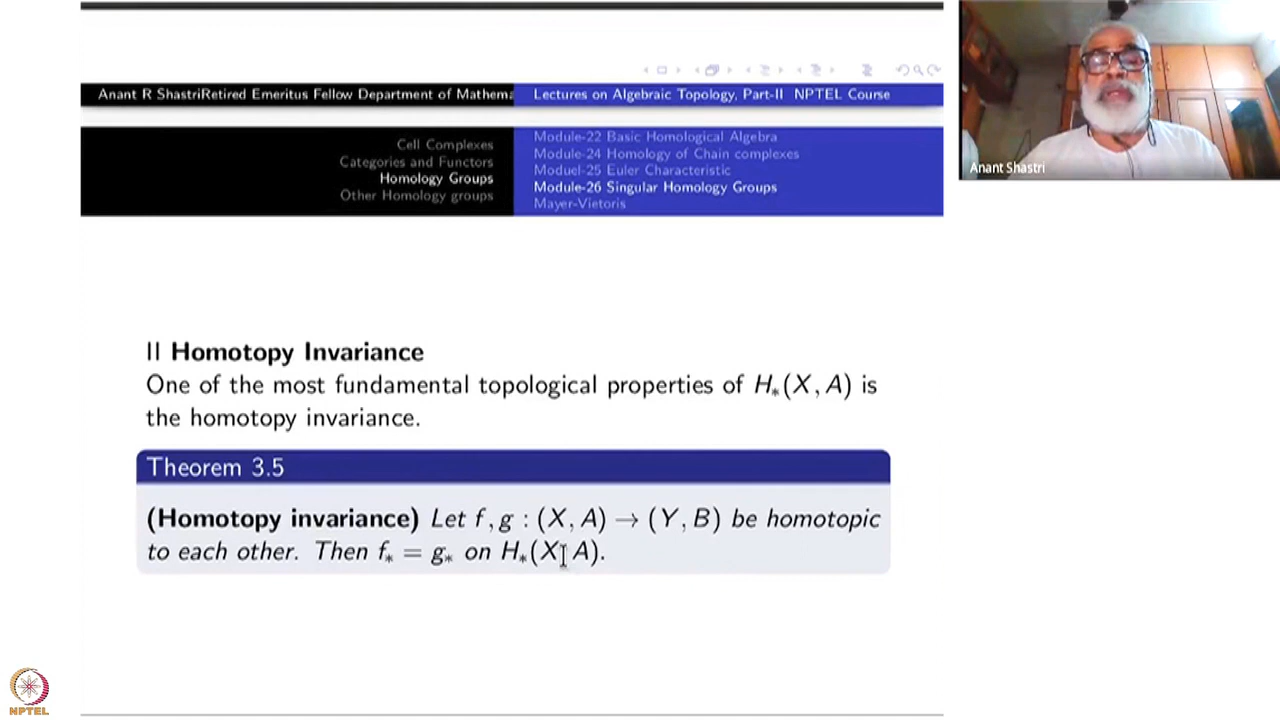 Anant R ShastriRetired Emeritus Fellow Department of Mathema
Lectures on Algebraic Topology, Part-II NPTEL Course
Cell Complexes
Categories and Functors
Homology Groups
Other Homology groups
Module-22 Basic Homological Algebra
Module-24 Homology of Chain complexes
Moduel-25 Euler Characteristic
Module-26 Singular Homology Groups
Mayer-Vietoris
Anant Shastri
II Homotopy Invariance
One of the most fundamental topological properties of H∗(X, A) is
the homotopy invariance.
Theorem 3.5
(Homotopy invariance) Let f, g : (X, A) → (Y, B) be homotopic
to each other. Then f∗ = g∗ on H∗(X, A).
NPTEL